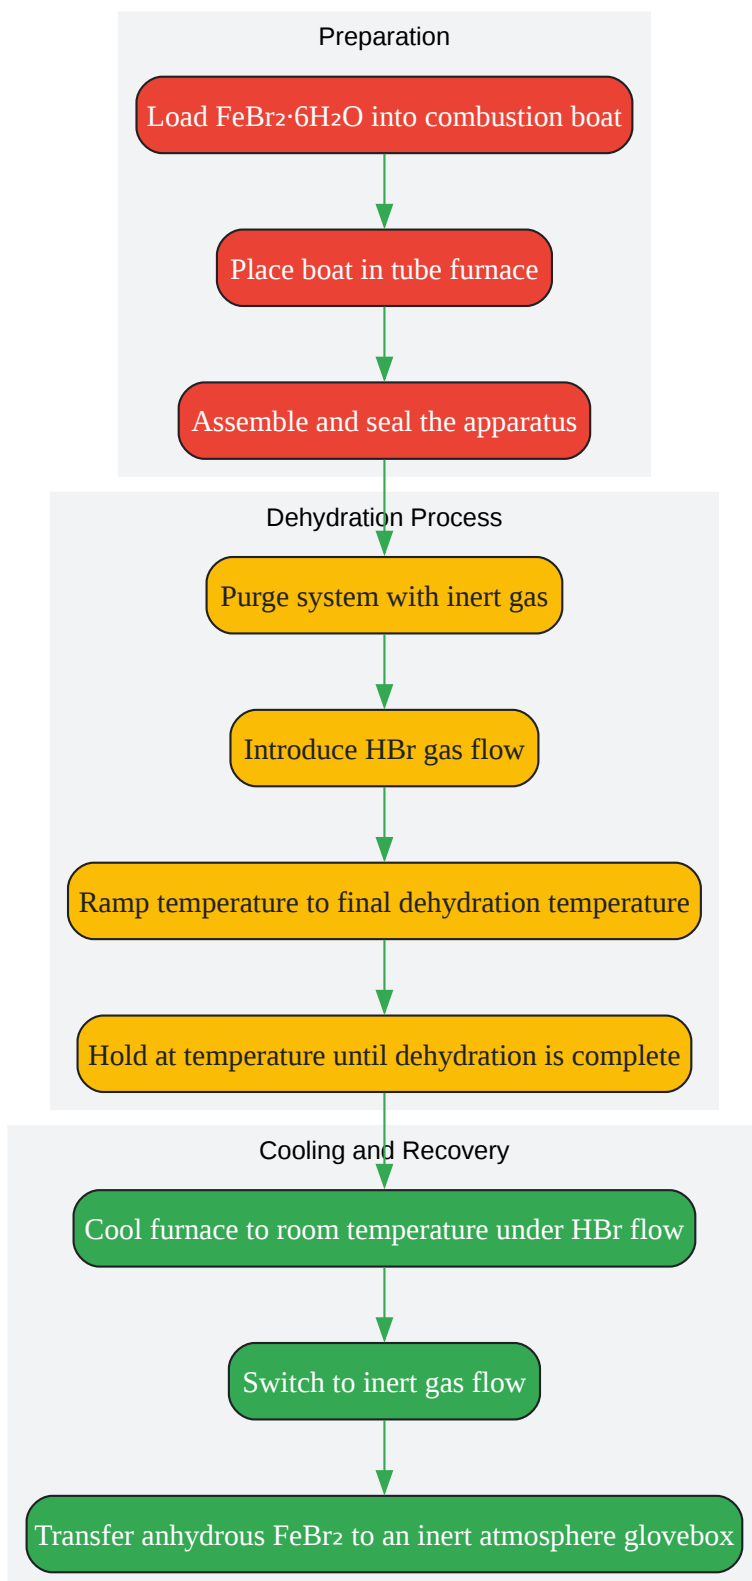 Preparation
Load FeBr₂·6H₂O into combustion boat
Place boat in tube furnace
Assemble and seal the apparatus
Dehydration Process
Purge system with inert gas
Introduce HBr gas flow
Ramp temperature to final dehydration temperature
Hold at temperature until dehydration is complete
Cooling and Recovery
Cool furnace to room temperature under HBr flow
Switch to inert gas flow
Transfer anhydrous FeBr₂ to an inert atmosphere glovebox